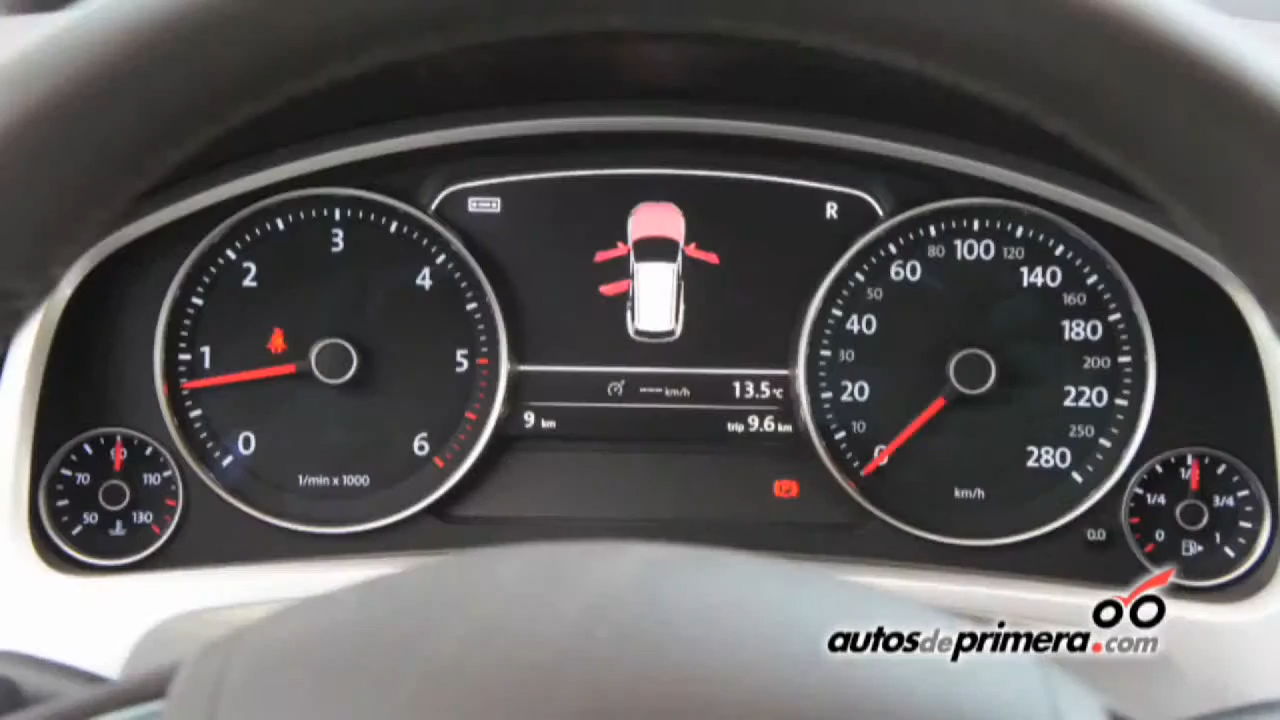 R
0 1 2 3 4 5 6
1/min x 1000
50 70 90 110 130
--- km/h 13.5°C
9 km trip 9.6 km
P
0 10 20 30 40 50 60 80 100 120 140 160 180 200 220 250 280
km/h
0.0
0 1/4 1/2 3/4 1
autosdeprimera.com